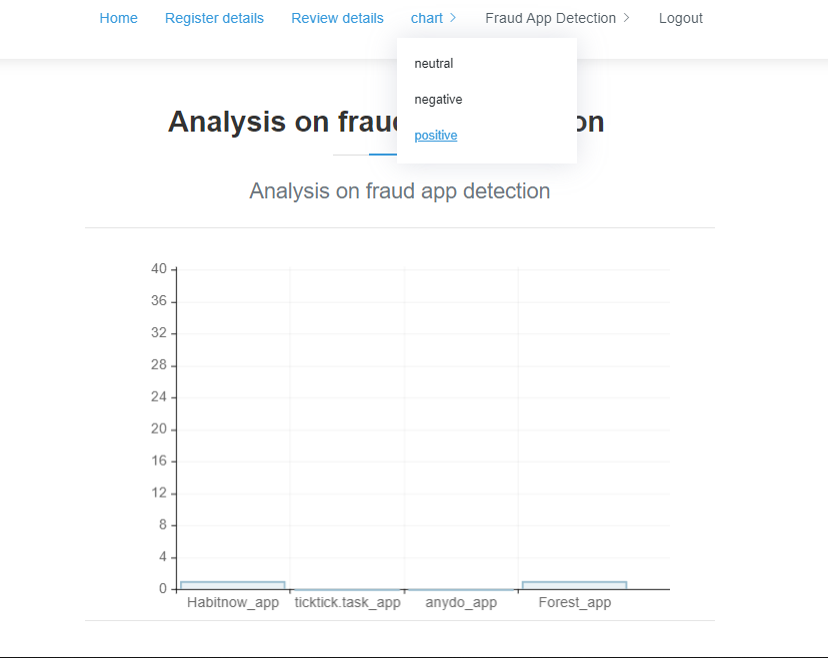 Home Register details Review details chart Fraud App Detection Logout
neutral
negative
positive
Analysis on frau on
Analysis on fraud app detection
40
36
32
28
24
20
16
12
8
4
0
Habitnow_app ticktick.task_app anydo_app Forest_app